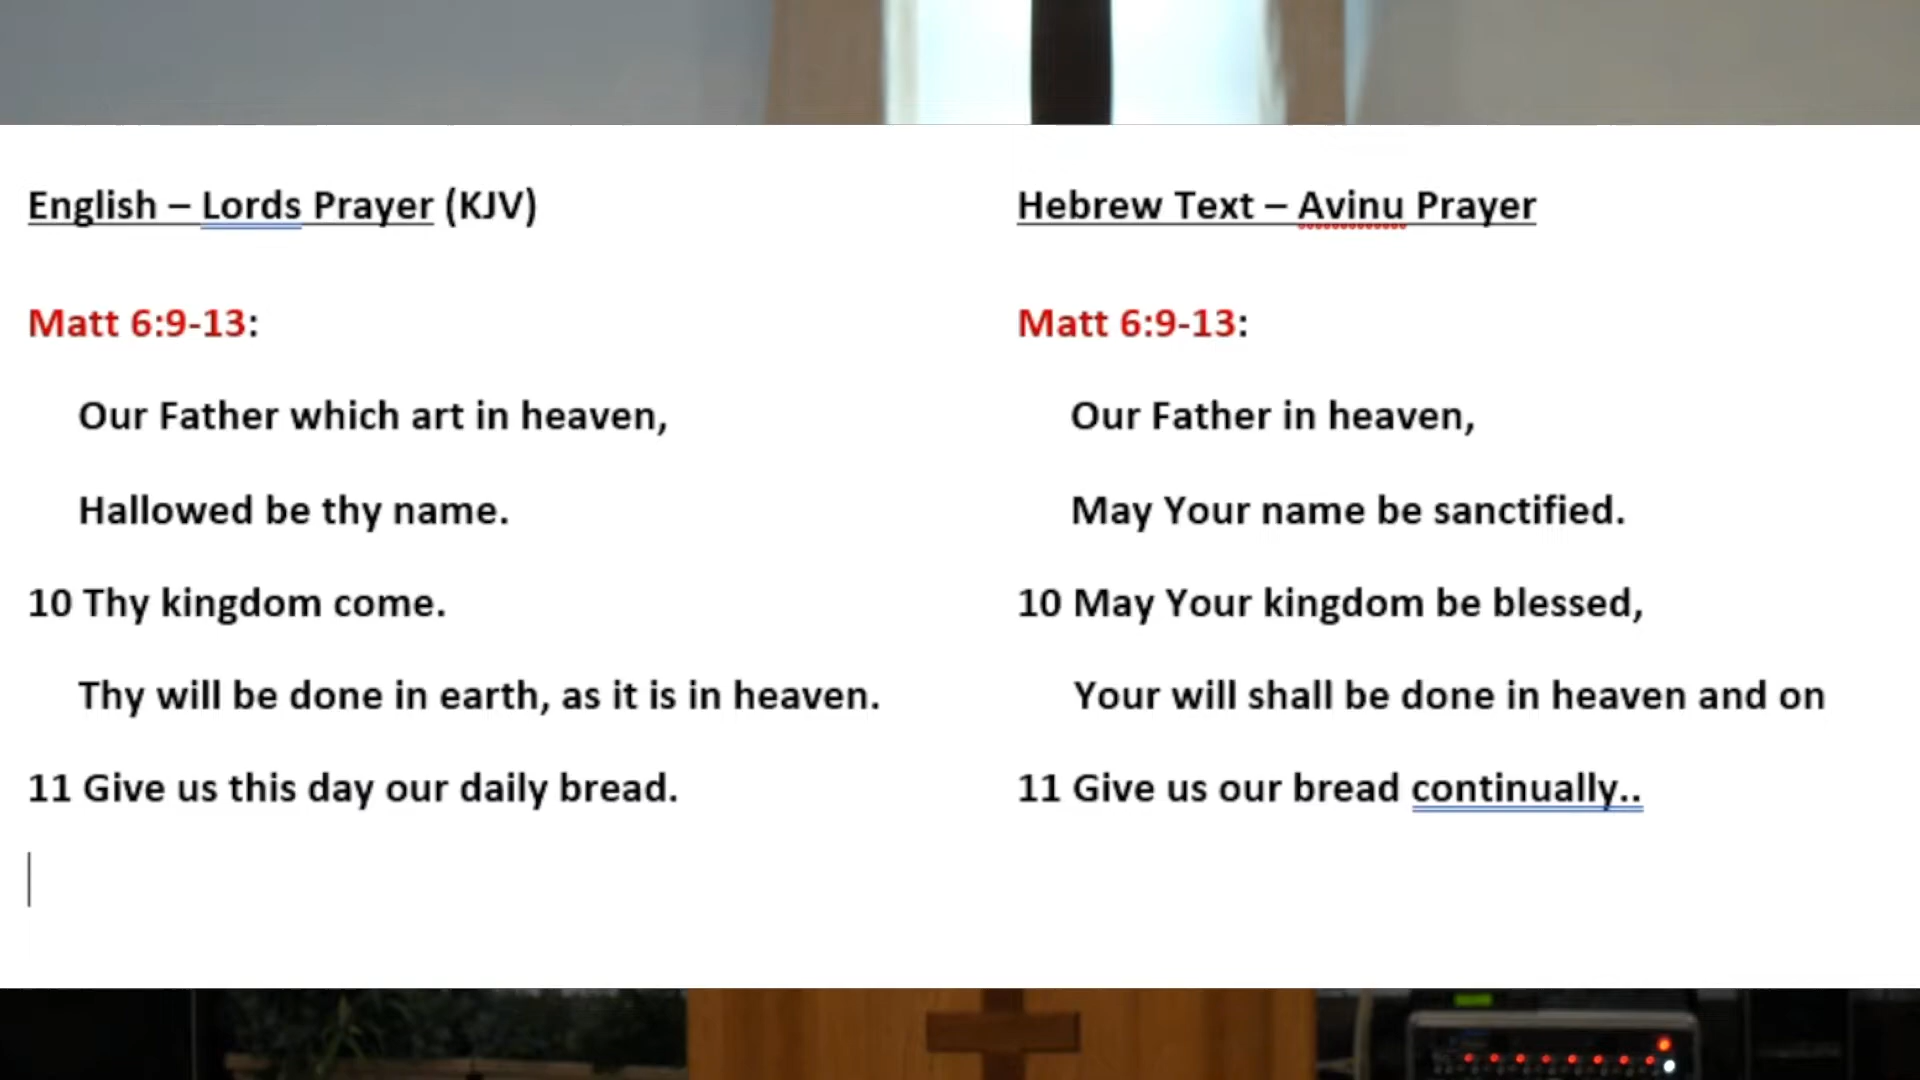 English – Lords Prayer (KJV)
Matt 6:9-13:
Our Father which art in heaven,
Hallowed be thy name.
10 Thy kingdom come.
Thy will be done in earth, as it is in heaven.
11 Give us this day our daily bread.
Hebrew Text – Avinu Prayer
Matt 6:9-13:
Our Father in heaven,
May Your name be sanctified.
10 May Your kingdom be blessed,
Your will shall be done in heaven and on
11 Give us our bread continually..